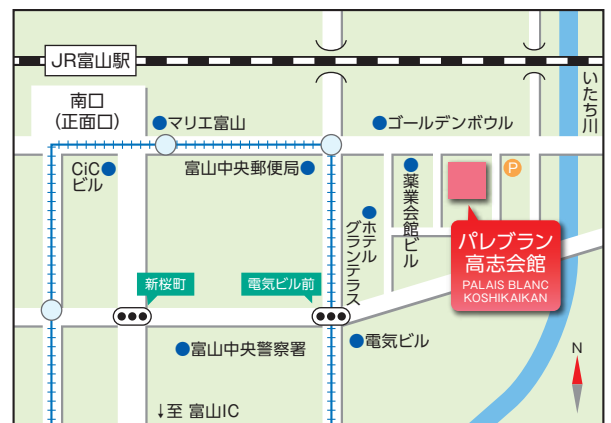 JR富山駅
南口
(正面口)
マリエ富山
ゴールデンボウル
いたち川
CiC
ビル
富山中央郵便局
薬業会館ビル
P
ホテル
グランテラス
パレブラン
高志会館
PALAIS BLANC
KOSHIKAIKAN
新桜町
電気ビル前
富山中央警察署
電気ビル
N
↓至 富山IC